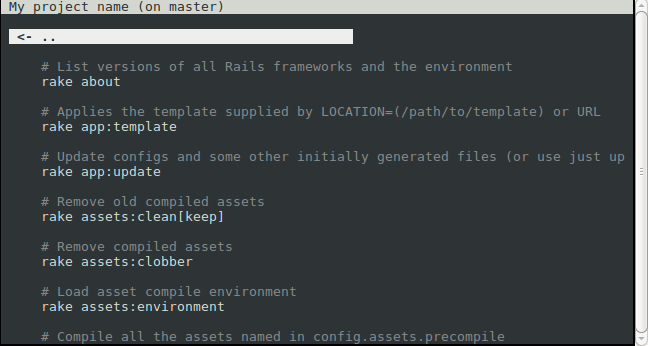 My project name (on master)
<- ..
# List versions of all Rails frameworks and the environment
rake about
# Applies the template supplied by LOCATION=(/path/to/template) or URL
rake app:template
# Update configs and some other initially generated files (or use just up
rake app:update
# Remove old compiled assets
rake assets:clean[keep]
# Remove compiled assets
rake assets:clobber
# Load asset compile environment
rake assets:environment
# Compile all the assets named in config.assets.precompile